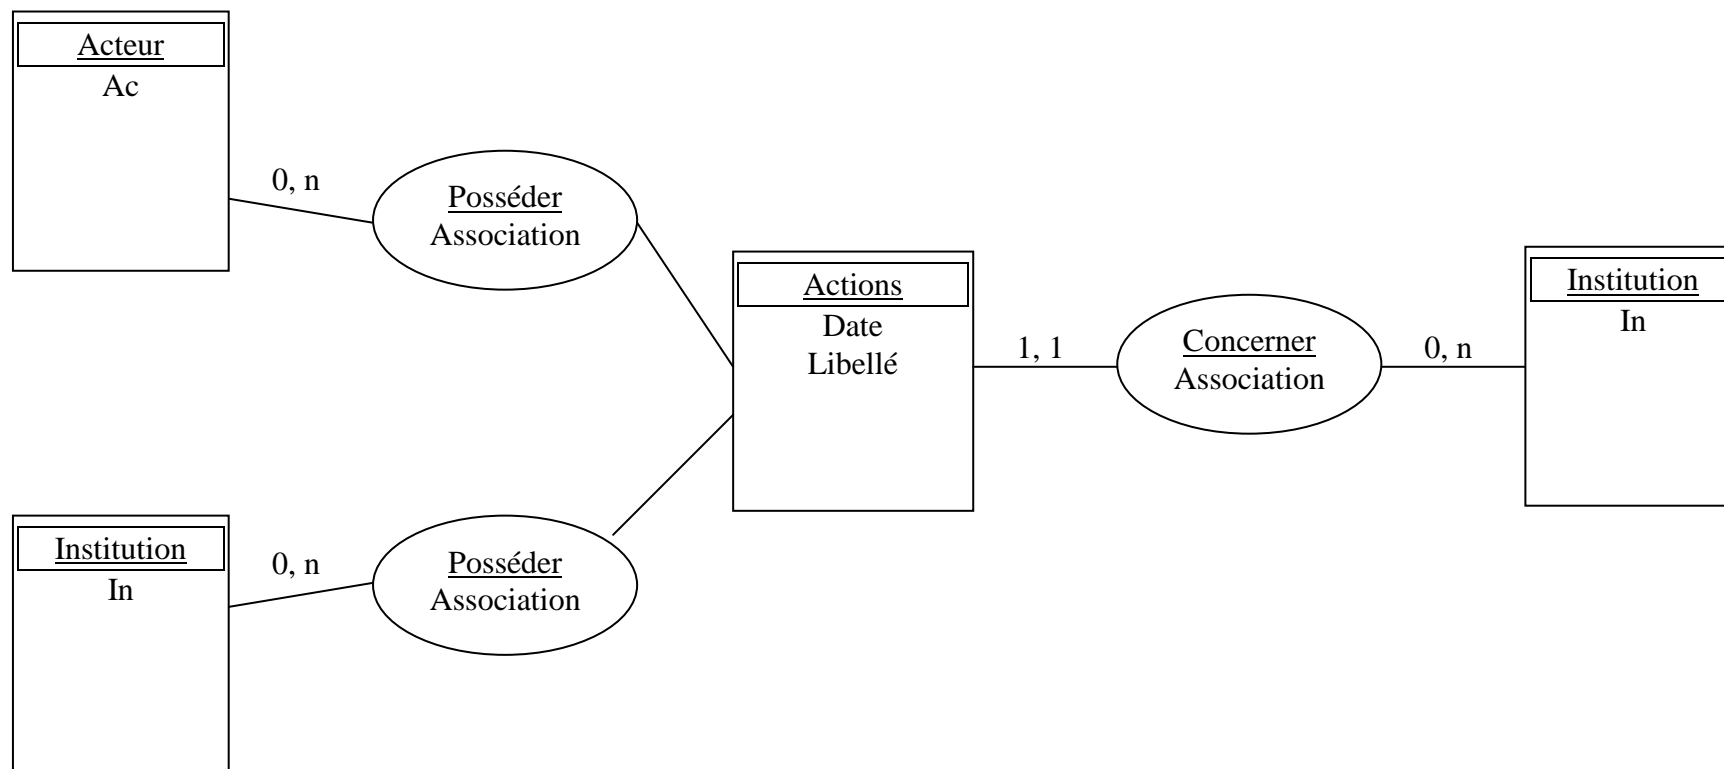 Acteur
Ac
0, n
Posséder
Association
Actions
Date
Libellé
1, 1
Concerner
Association
0, n
Institution
In
Institution
In
0, n
Posséder
Association